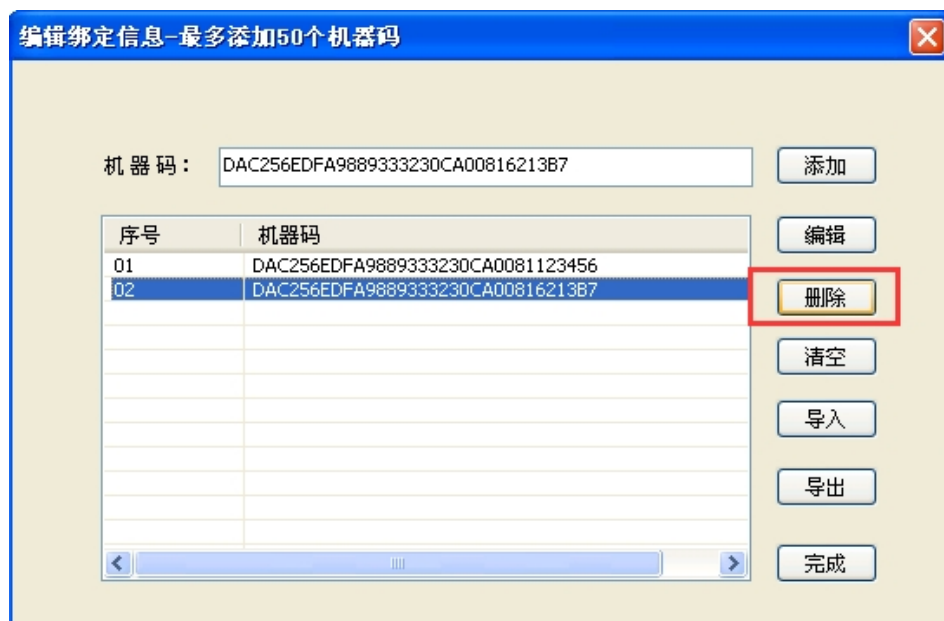 编辑绑定信息-最多添加50个机器码
机器码： DAC256EDFA9889333230CA00816213B7 添加
序号 机器码 编辑
01 DAC256EDFA9889333230CA0081123456
02 DAC256EDFA9889333230CA00816213B7 删除
清空
导入
导出
完成